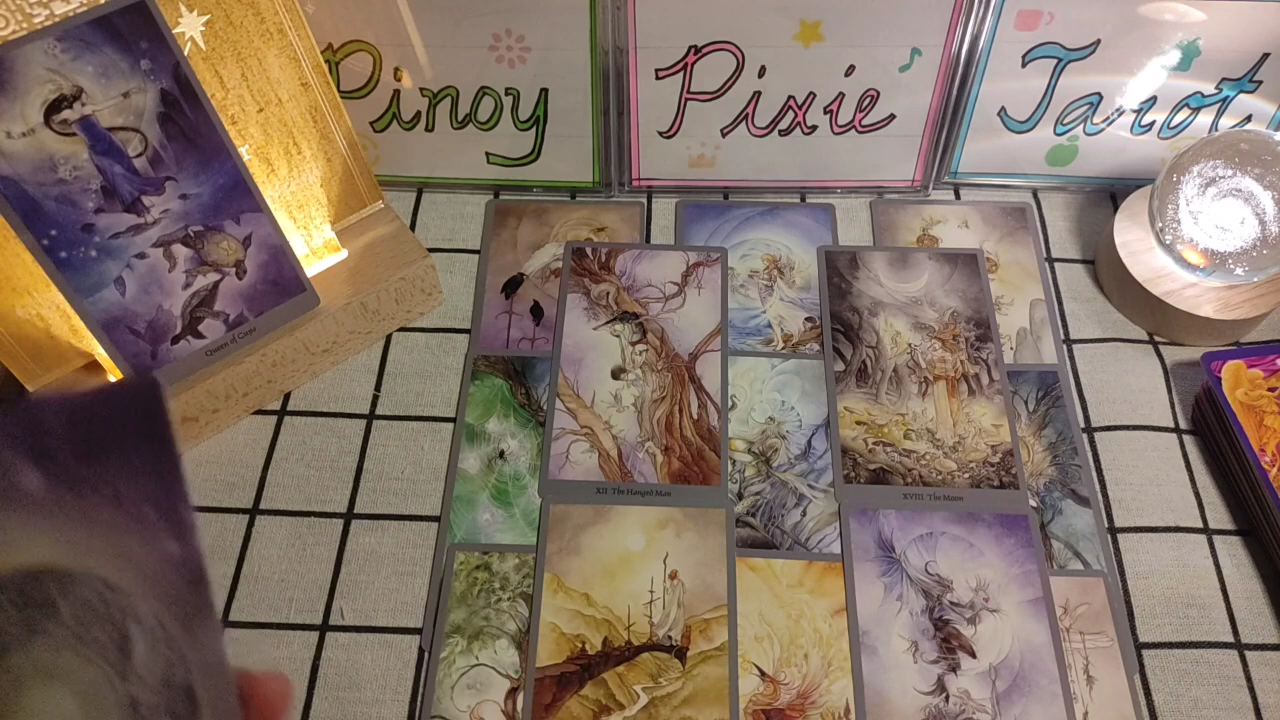 Pinoy Pixie Tarot
Queen of Cups
XII The Hanged Man
XVIII The Moon